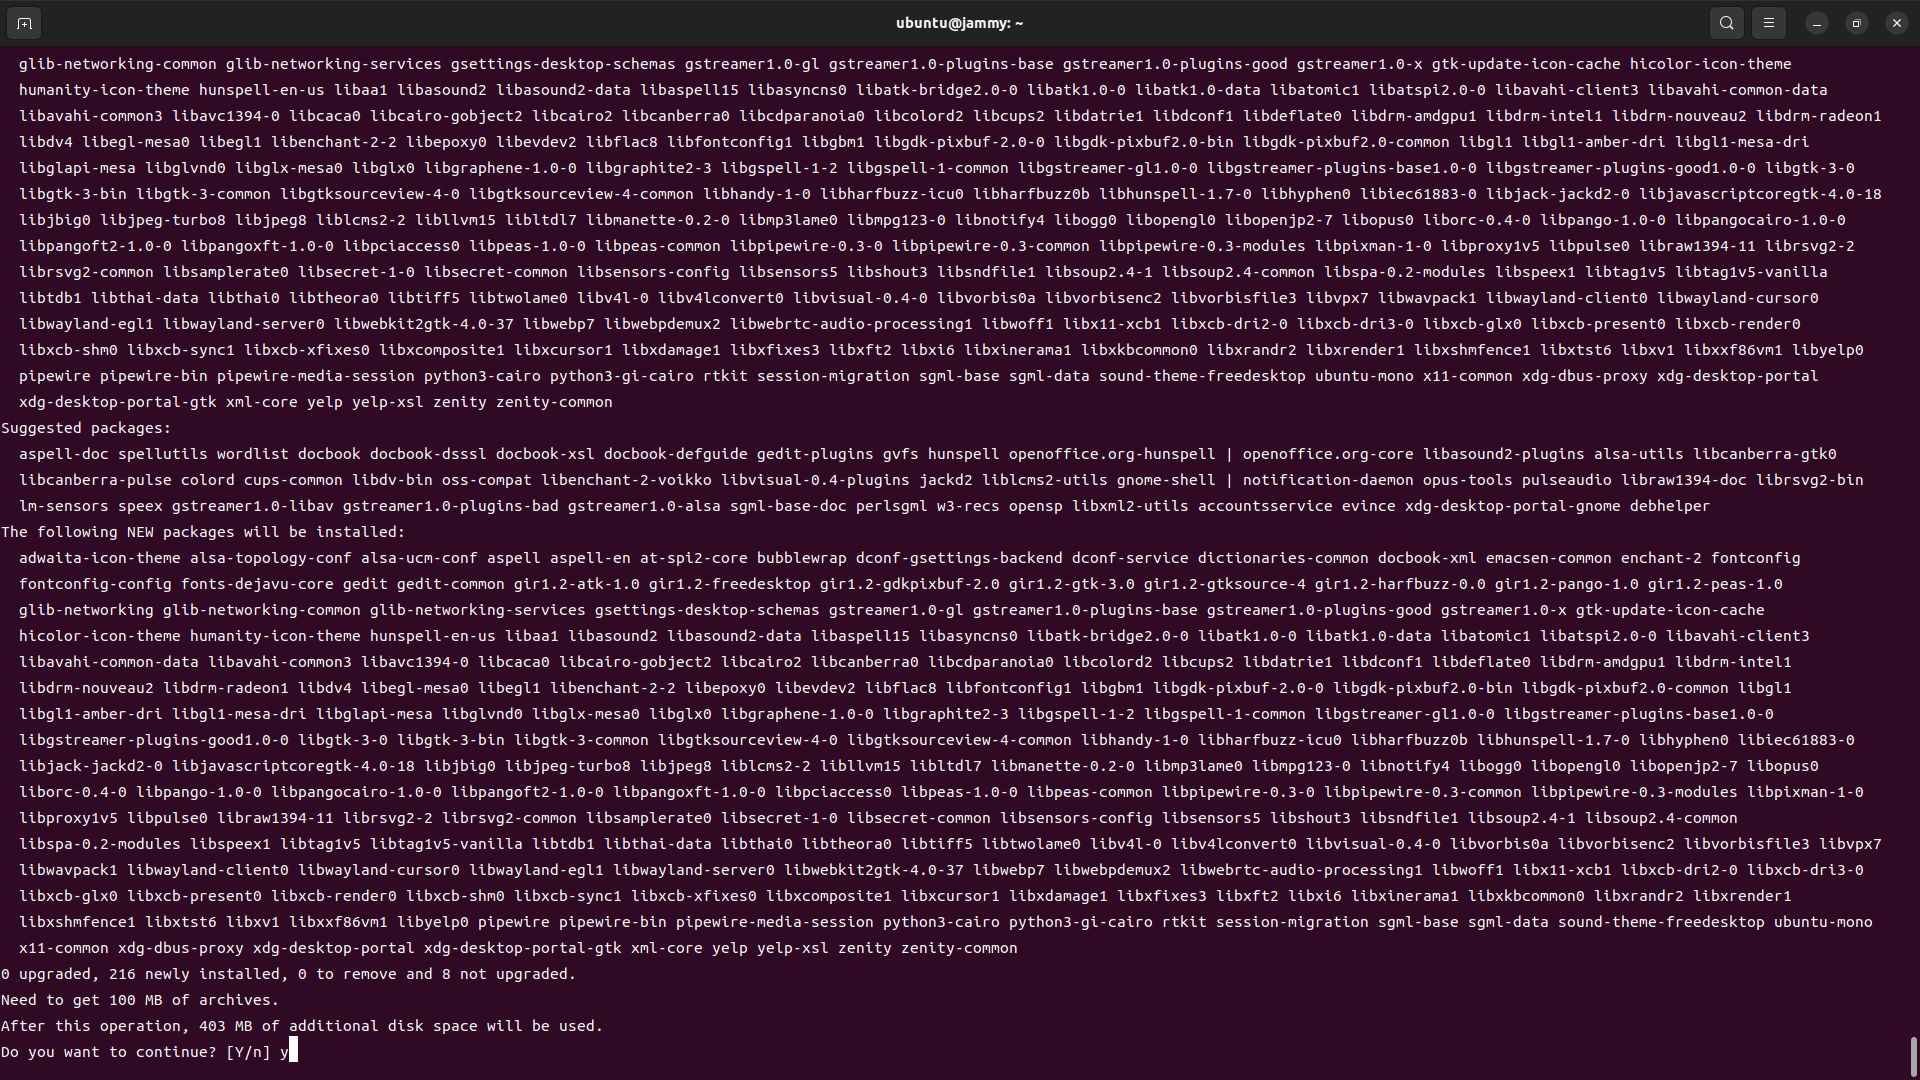 ubuntu@jammy: ~
glib-networking-common glib-networking-services gsettings-desktop-schemas gstreamer1.0-gl gstreamer1.0-plugins-base gstreamer1.0-plugins-good gstreamer1.0-x gtk-update-icon-cache hicolor-icon-theme
humanity-icon-theme hunspell-en-us libaa1 libasound2 libasound2-data libaspell15 libasyncns0 libatk-bridge2.0-0 libatk1.0-0 libatk1.0-data libatomic1 libatspi2.0-0 libavahi-client3 libavahi-common-data
libavahi-common3 libavc1394-0 libcaca0 libcairo-gobject2 libcairo2 libcanberra0 libcdparanoia0 libcolord2 libcups2 libdatrie1 libdconf1 libdeflate0 libdrm-amdgpu1 libdrm-intel1 libdrm-nouveau2 libdrm-radeon1
libdv4 libegl-mesa0 libegl1 libenchant-2-2 libepoxy0 libevdev2 libflac8 libfontconfig1 libgbm1 libgdk-pixbuf-2.0-0 libgdk-pixbuf2.0-bin libgdk-pixbuf2.0-common libgl1 libgl1-amber-dri libgl1-mesa-dri
libglapi-mesa libglvnd0 libglx-mesa0 libglx0 libgraphene-1.0-0 libgraphite2-3 libgspell-1-2 libgspell-1-common libgstreamer-gl1.0-0 libgstreamer-plugins-base1.0-0 libgstreamer-plugins-good1.0-0 libgtk-3-0
libgtk-3-bin libgtk-3-common libgtksourceview-4-0 libgtksourceview-4-common libhandy-1-0 libharfbuzz-icu0 libharfbuzz0b libhunspell-1.7-0 libhyphen0 libiec61883-0 libjack-jackd2-0 libjavascriptcoregtk-4.0-18
libjbig0 libjpeg-turbo8 libjpeg8 liblcms2-2 libllvm15 libltdl7 libmanette-0.2-0 libmp3lame0 libmpg123-0 libnotify4 libogg0 libopengl0 libopenjp2-7 libopus0 liborc-0.4-0 libpango-1.0-0 libpangocairo-1.0-0
libpangoft2-1.0-0 libpangoxft-1.0-0 libpciaccess0 libpeas-1.0-0 libpeas-common libpipewire-0.3-0 libpipewire-0.3-common libpipewire-0.3-modules libpixman-1-0 libproxy1v5 libpulse0 libraw1394-11 librsvg2-2
librsvg2-common libsamplerate0 libsecret-1-0 libsecret-common libsensors-config libsensors5 libshout3 libsndfile1 libsoup2.4-1 libsoup2.4-common libspa-0.2-modules libspeex1 libtag1v5 libtag1v5-vanilla
libtdb1 libthai-data libthai0 libtheora0 libtiff5 libtwolame0 libv4l-0 libv4lconvert0 libvisual-0.4-0 libvorbis0a libvorbisenc2 libvorbisfile3 libvpx7 libwavpack1 libwayland-client0 libwayland-cursor0
libwayland-egl1 libwayland-server0 libwebkit2gtk-4.0-37 libwebp7 libwebpdemux2 libwebrtc-audio-processing1 libwoff1 libx11-xcb1 libxcb-dri2-0 libxcb-dri3-0 libxcb-glx0 libxcb-present0 libxcb-render0
libxcb-shm0 libxcb-sync1 libxcb-xfixes0 libxcomposite1 libxcursor1 libxdamage1 libxfixes3 libxft2 libxi6 libxinerama1 libxkbcommon0 libxrandr2 libxrender1 libxshmfence1 libxtst6 libxv1 libxxf86vm1 libyelp0
pipewire pipewire-bin pipewire-media-session python3-cairo python3-gi-cairo rtkit session-migration sgml-base sgml-data sound-theme-freedesktop ubuntu-mono x11-common xdg-dbus-proxy xdg-desktop-portal
xdg-desktop-portal-gtk xml-core yelp yelp-xsl zenity zenity-common
Suggested packages:
aspell-doc spellutils wordlist docbook docbook-dsssl docbook-xsl docbook-defguide gedit-plugins gvfs hunspell openoffice.org-hunspell | openoffice.org-core libasound2-plugins alsa-utils libcanberra-gtk0
libcanberra-pulse colord cups-common libdv-bin oss-compat libenchant-2-voikko libvisual-0.4-plugins jackd2 liblcms2-utils gnome-shell | notification-daemon opus-tools pulseaudio libraw1394-doc librsvg2-bin
lm-sensors speex gstreamer1.0-libav gstreamer1.0-plugins-bad gstreamer1.0-alsa sgml-base-doc perlsgml w3-recs opensp libxml2-utils accountsservice evince xdg-desktop-portal-gnome debhelper
The following NEW packages will be installed:
adwaita-icon-theme alsa-topology-conf alsa-ucm-conf aspell aspell-en at-spi2-core bubblewrap dconf-gsettings-backend dconf-service dictionaries-common docbook-xml emacsen-common enchant-2 fontconfig
fontconfig-config fonts-dejavu-core gedit gedit-common gir1.2-atk-1.0 gir1.2-freedesktop gir1.2-gdkpixbuf-2.0 gir1.2-gtk-3.0 gir1.2-gtksource-4 gir1.2-harfbuzz-0.0 gir1.2-pango-1.0 gir1.2-peas-1.0
glib-networking glib-networking-common glib-networking-services gsettings-desktop-schemas gstreamer1.0-gl gstreamer1.0-plugins-base gstreamer1.0-plugins-good gstreamer1.0-x gtk-update-icon-cache
hicolor-icon-theme humanity-icon-theme hunspell-en-us libaa1 libasound2 libasound2-data libaspell15 libasyncns0 libatk-bridge2.0-0 libatk1.0-0 libatk1.0-data libatomic1 libatspi2.0-0 libavahi-client3
libavahi-common-data libavahi-common3 libavc1394-0 libcaca0 libcairo-gobject2 libcairo2 libcanberra0 libcdparanoia0 libcolord2 libcups2 libdatrie1 libdconf1 libdeflate0 libdrm-amdgpu1 libdrm-intel1
libdrm-nouveau2 libdrm-radeon1 libdv4 libegl-mesa0 libegl1 libenchant-2-2 libepoxy0 libevdev2 libflac8 libfontconfig1 libgbm1 libgdk-pixbuf-2.0-0 libgdk-pixbuf2.0-bin libgdk-pixbuf2.0-common libgl1
libgl1-amber-dri libgl1-mesa-dri libglapi-mesa libglvnd0 libglx-mesa0 libglx0 libgraphene-1.0-0 libgraphite2-3 libgspell-1-2 libgspell-1-common libgstreamer-gl1.0-0 libgstreamer-plugins-base1.0-0
libgstreamer-plugins-good1.0-0 libgtk-3-0 libgtk-3-bin libgtk-3-common libgtksourceview-4-0 libgtksourceview-4-common libhandy-1-0 libharfbuzz-icu0 libharfbuzz0b libhunspell-1.7-0 libhyphen0 libiec61883-0
libjack-jackd2-0 libjavascriptcoregtk-4.0-18 libjbig0 libjpeg-turbo8 libjpeg8 liblcms2-2 libllvm15 libltdl7 libmanette-0.2-0 libmp3lame0 libmpg123-0 libnotify4 libogg0 libopengl0 libopenjp2-7 libopus0
liborc-0.4-0 libpango-1.0-0 libpangocairo-1.0-0 libpangoft2-1.0-0 libpangoxft-1.0-0 libpciaccess0 libpeas-1.0-0 libpeas-common libpipewire-0.3-0 libpipewire-0.3-common libpipewire-0.3-modules libpixman-1-0
libproxy1v5 libpulse0 libraw1394-11 librsvg2-2 librsvg2-common libsamplerate0 libsecret-1-0 libsecret-common libsensors-config libsensors5 libshout3 libsndfile1 libsoup2.4-1 libsoup2.4-common
libspa-0.2-modules libspeex1 libtag1v5 libtag1v5-vanilla libtdb1 libthai-data libthai0 libtheora0 libtiff5 libtwolame0 libv4l-0 libv4lconvert0 libvisual-0.4-0 libvorbis0a libvorbisenc2 libvorbisfile3 libvpx7
libwavpack1 libwayland-client0 libwayland-cursor0 libwayland-egl1 libwayland-server0 libwebkit2gtk-4.0-37 libwebp7 libwebpdemux2 libwebrtc-audio-processing1 libwoff1 libx11-xcb1 libxcb-dri2-0 libxcb-dri3-0
libxcb-glx0 libxcb-present0 libxcb-render0 libxcb-shm0 libxcb-sync1 libxcb-xfixes0 libxcomposite1 libxcursor1 libxdamage1 libxfixes3 libxft2 libxi6 libxinerama1 libxkbcommon0 libxrandr2 libxrender1
libxshmfence1 libxtst6 libxv1 libxxf86vm1 libyelp0 pipewire pipewire-bin pipewire-media-session python3-cairo python3-gi-cairo rtkit session-migration sgml-base sgml-data sound-theme-freedesktop ubuntu-mono
x11-common xdg-dbus-proxy xdg-desktop-portal xdg-desktop-portal-gtk xml-core yelp yelp-xsl zenity zenity-common
0 upgraded, 216 newly installed, 0 to remove and 8 not upgraded.
Need to get 100 MB of archives.
After this operation, 403 MB of additional disk space will be used.
Do you want to continue? [Y/n] y